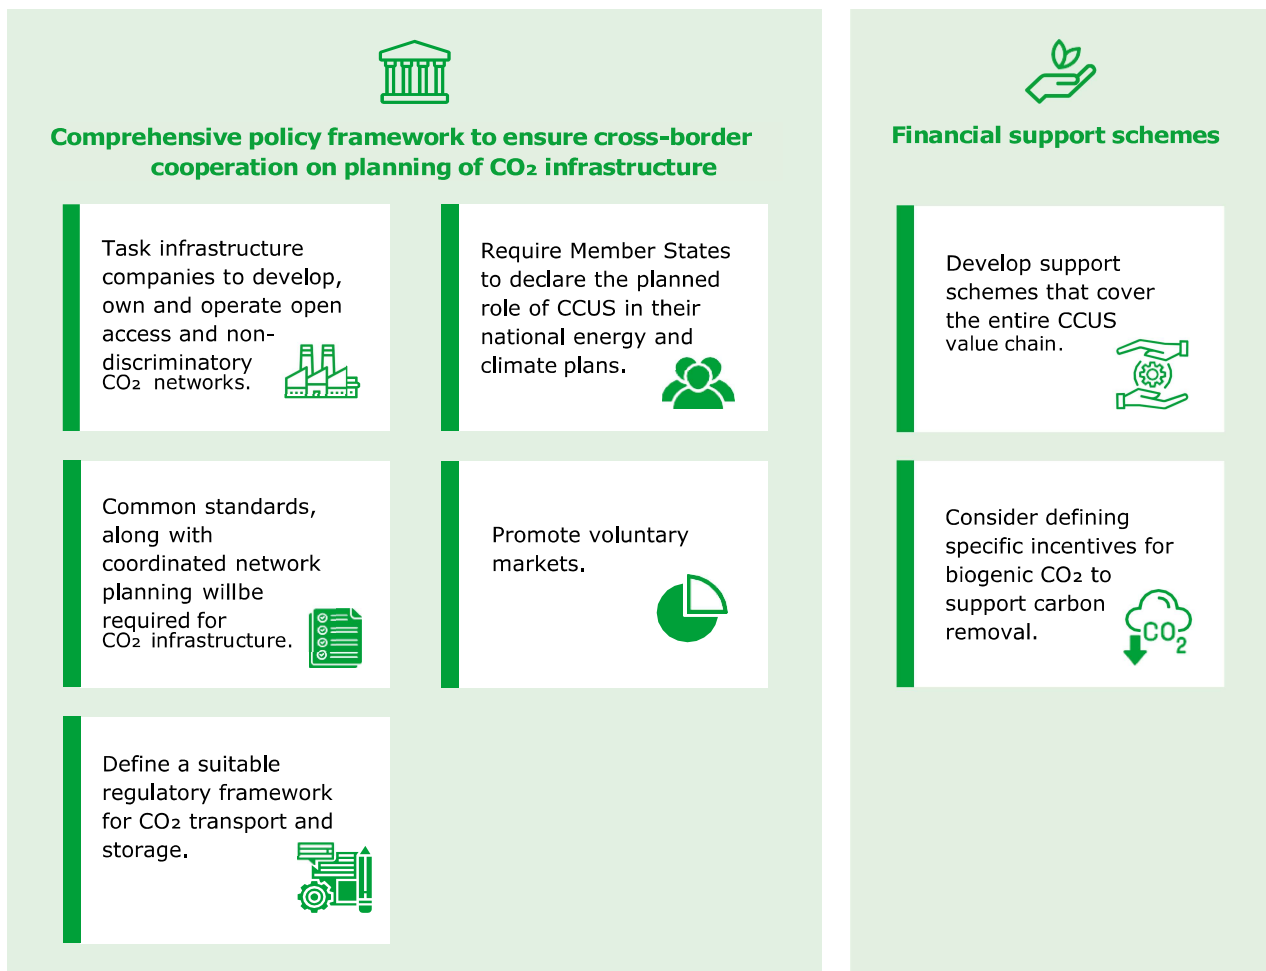 Comprehensive policy framework to ensure cross-border
cooperation on planning of CO₂ infrastructure
Task infrastructure
companies to develop,
own and operate open
access and non-
discriminatory
CO₂ networks.
Require Member States
to declare the planned
role of CCUS in their
national energy and
climate plans.
Common standards,
along with
coordinated network
planning willbe
required for
CO₂ infrastructure.
Promote voluntary
markets.
Define a suitable
regulatory framework
for CO₂ transport and
storage.
Financial support schemes
Develop support
schemes that cover
the entire CCUS
value chain.
Consider defining
specific incentives for
biogenic CO₂ to
support carbon
removal.
CO₂